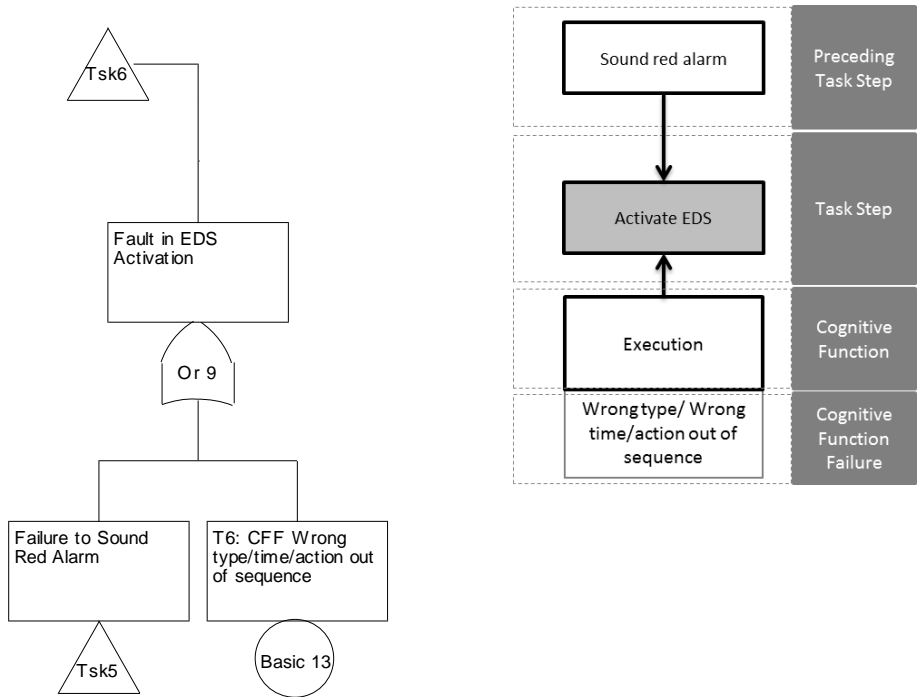 Tsk6
Fault in EDS
Activation
Or 9
Failure to Sound
Red Alarm
T6: CFF Wrong
type/time/action out
of sequence
Tsk5
Basic 13
Sound red alarm
Preceding
Task Step
Activate EDS
Task Step
Execution
Cognitive
Function
Wrong type/ Wrong
time/action out of
sequence
Cognitive
Function
Failure